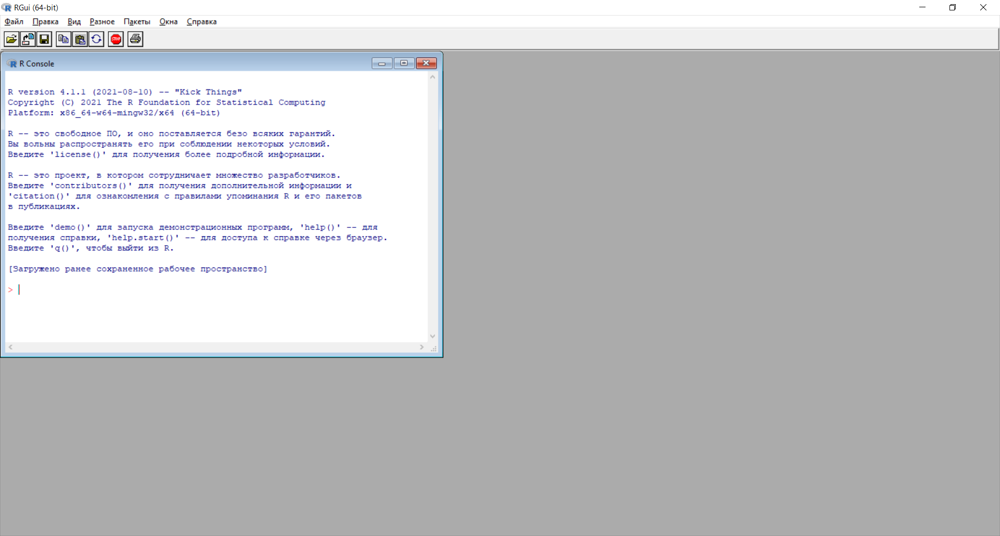 RGui (64-bit)
Файл Правка Вид Разное Пакеты Окна Справка
STOP
R Console
R version 4.1.1 (2021-08-10) -- "Kick Things"
Copyright (C) 2021 The R Foundation for Statistical Computing
Platform: x86_64-w64-mingw32/x64 (64-bit)
R -- это свободное ПО, и оно поставляется безо всяких гарантий.
Вы вольны распространять его при соблюдении некоторых условий.
Введите 'license()' для получения более подробной информации.
R -- это проект, в котором сотрудничает множество разработчиков.
Введите 'contributors()' для получения дополнительной информации и
'citation()' для ознакомления с правилами упоминания R и его пакетов
в публикациях.
Введите 'demo()' для запуска демонстрационных программ, 'help()' -- для
получения справки, 'help.start()' -- для доступа к справке через браузер.
Введите 'q()', чтобы выйти из R.
[Загружено ранее сохраненное рабочее пространство]
>